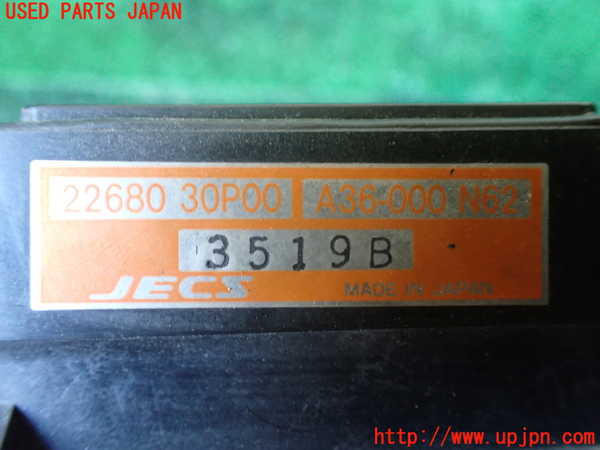 USED PARTS JAPAN
22680 30P00 A36-000 N62
3519B
JECS MADE IN JAPAN
http://www.upjpn.com/